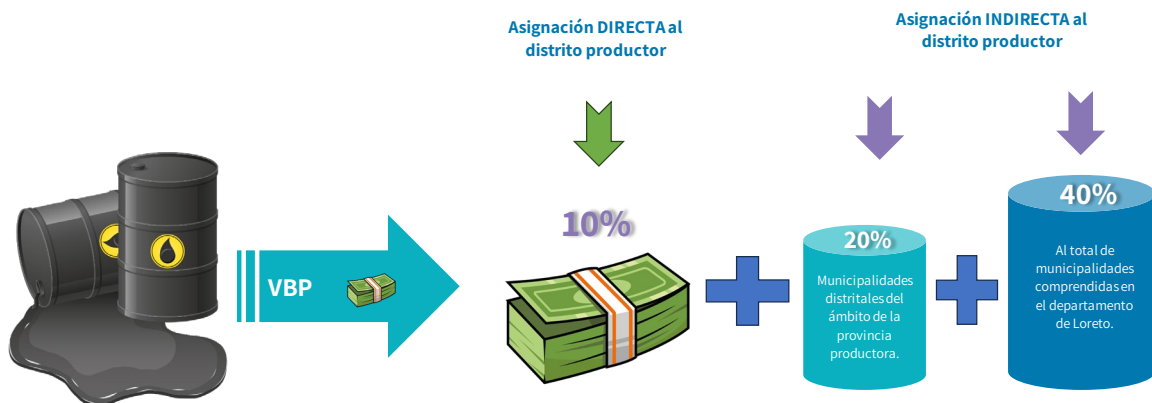 Asignación DIRECTA al
distrito productor
Asignación INDIRECTA al
distrito productor
VBP
10%
20%
Municipalidades
distritales del
ámbito de la
provincia
productora.
40%
Al total de
municipalidades
comprendidas en
el departamento
de Loreto.